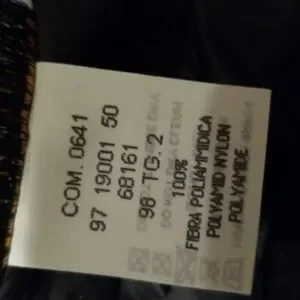 COM. 0641
97 19001 50
68161
98 TG. 2
100%
FIBRA POLIAMMIDICA
POLYAMID NYLON
POLYAMIDE